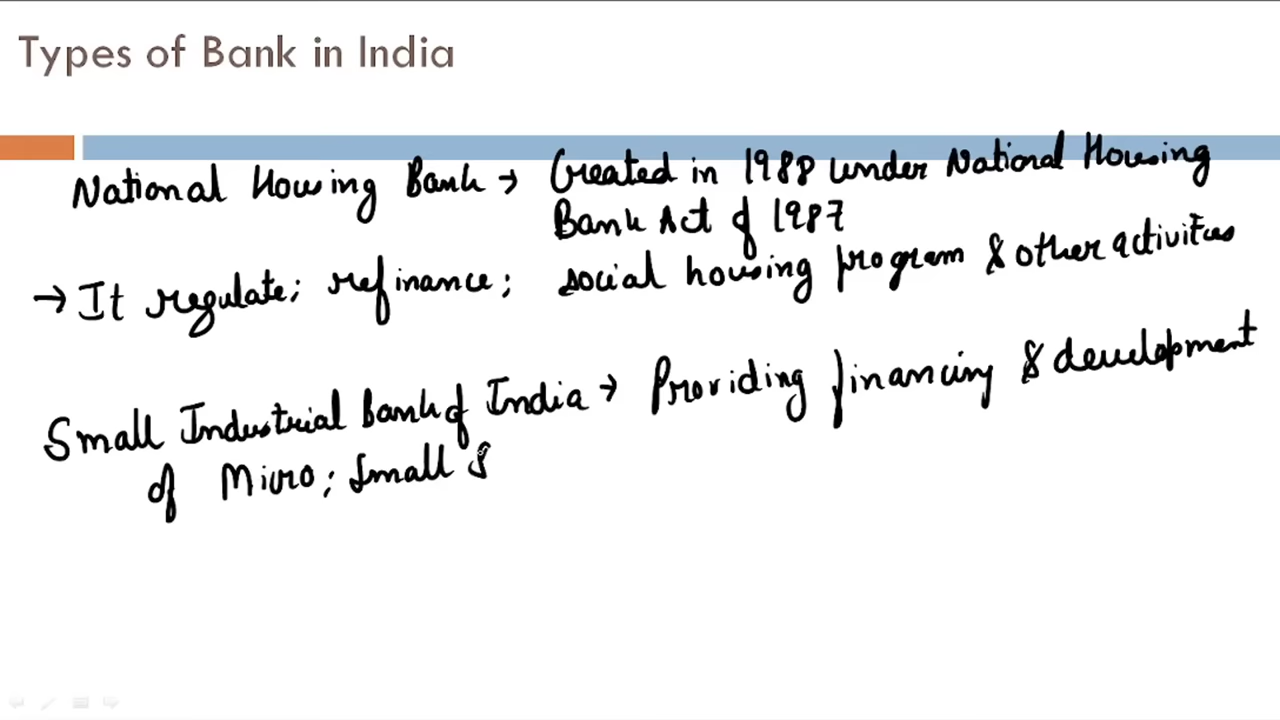 Types of Bank in India
National Housing Bank → Created in 1988 under National Housing
Bank Act of 1987
→ It regulate; refinance; social housing program & other activities
Small Industrial Bank of India → Providing financing & development
of Micro; Small &